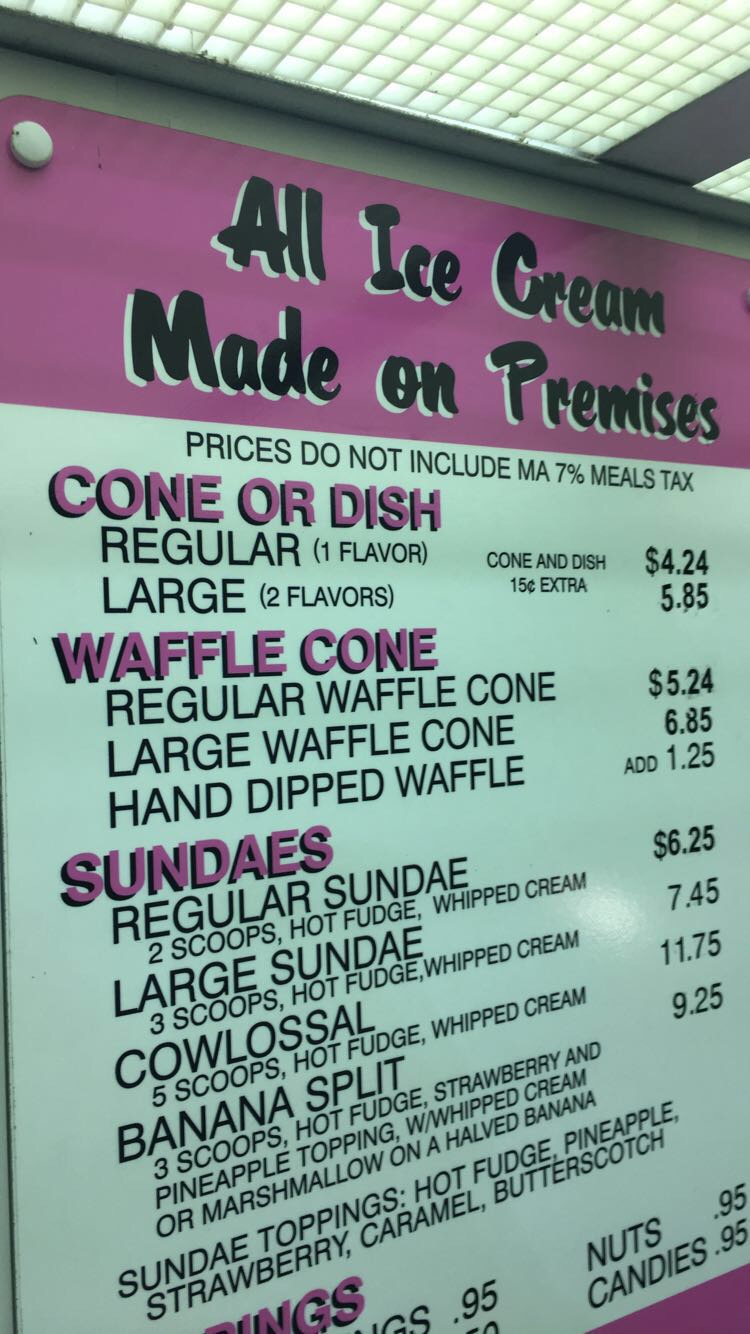 All Ice Cream
Made on Premises
PRICES DO NOT INCLUDE MA 7% MEALS TAX
CONE OR DISH
REGULAR (1 FLAVOR) CONE AND DISH $4.24
LARGE (2 FLAVORS) 15¢ EXTRA 5.85
WAFFLE CONE
REGULAR WAFFLE CONE $5.24
LARGE WAFFLE CONE 6.85
HAND DIPPED WAFFLE ADD 1.25
SUNDAES
REGULAR SUNDAE $6.25
2 SCOOPS, HOT FUDGE, WHIPPED CREAM
LARGE SUNDAE 7.45
3 SCOOPS, HOT FUDGE, WHIPPED CREAM
COWLOSSAL 11.75
5 SCOOPS, HOT FUDGE, WHIPPED CREAM
BANANA SPLIT 9.25
3 SCOOPS, HOT FUDGE, STRAWBERRY AND
PINEAPPLE TOPPING, W/WHIPPED CREAM
OR MARSHMALLOW ON A HALVED BANANA
SUNDAE TOPPINGS: HOT FUDGE, PINEAPPLE,
STRAWBERRY, CARAMEL, BUTTERSCOTCH
NUTS .95
CANDIES .95
.95